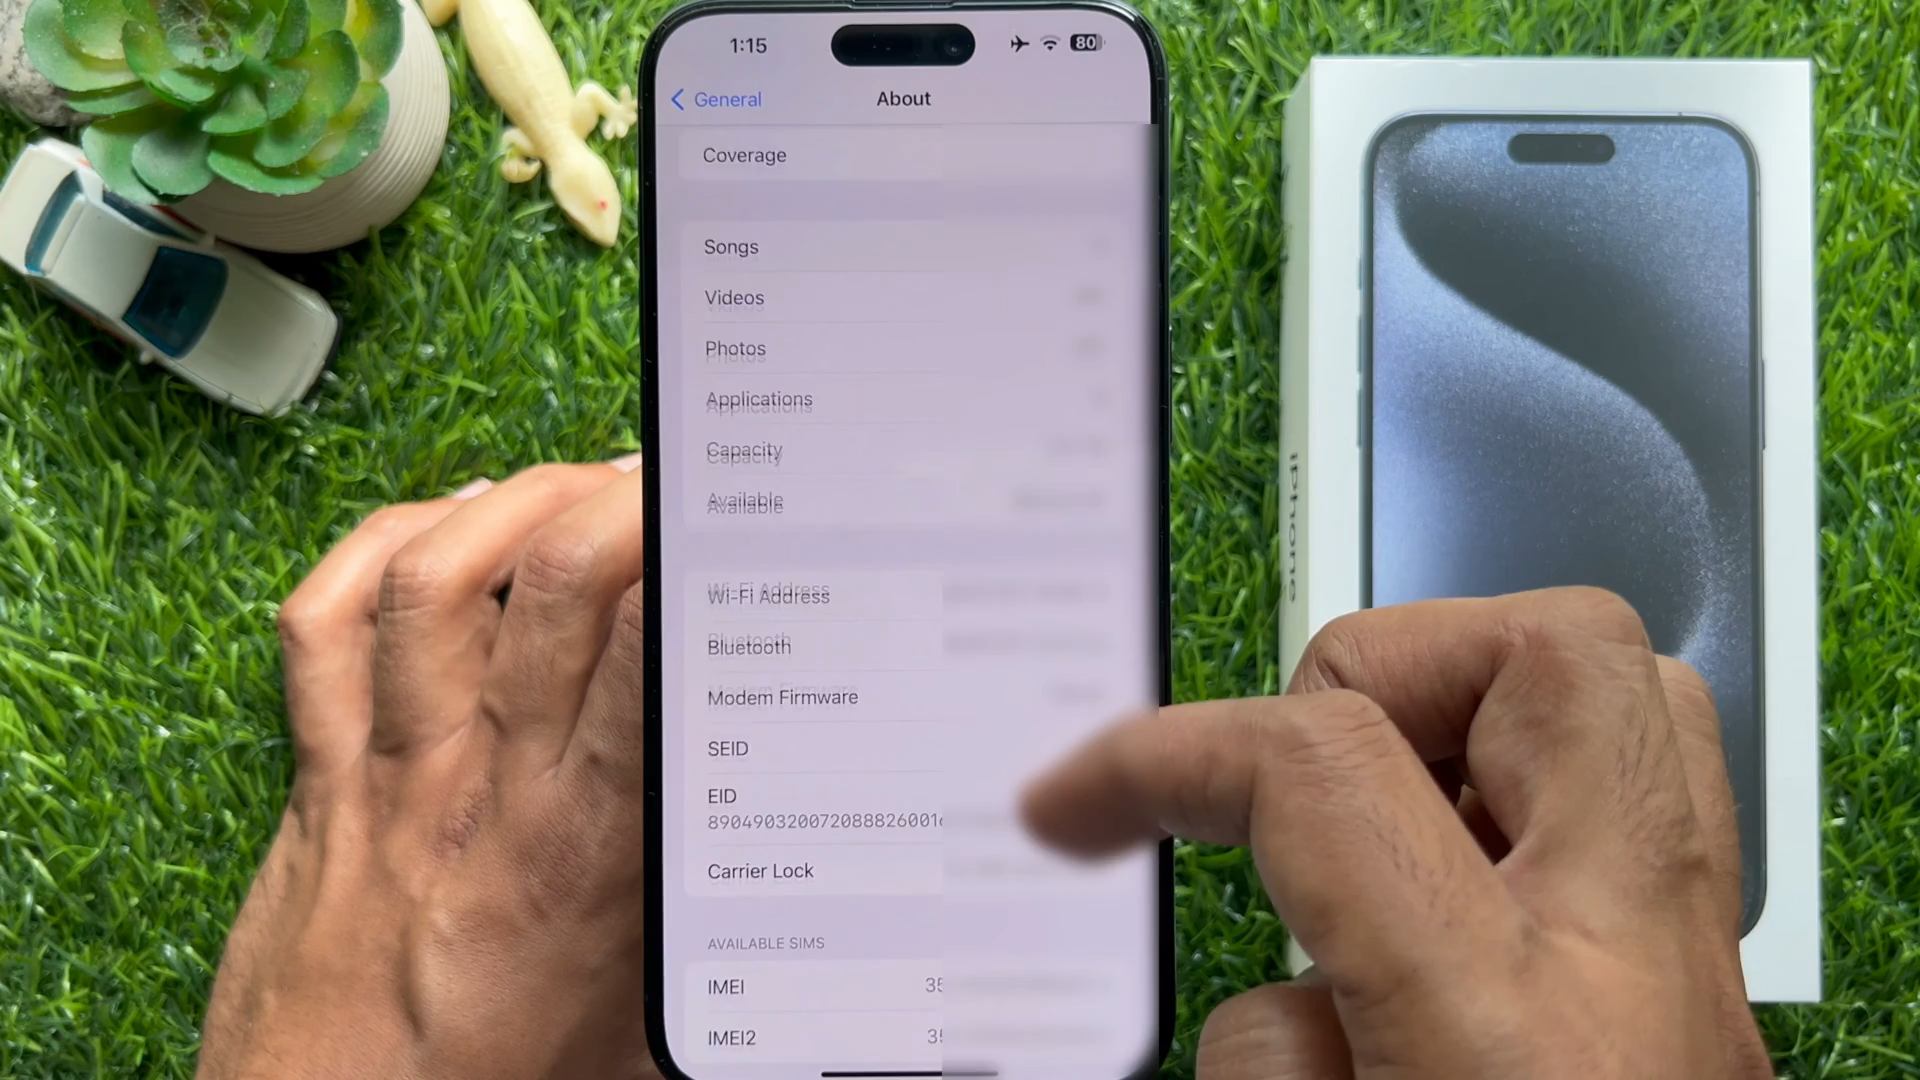 1:15
80
General
About
Coverage
Songs
Videos
Photos
Applications
Capacity
Available
Wi-Fi Address
Bluetooth
Modem Firmware
SEID
EID
8904903200720888260016
Carrier Lock
AVAILABLE SIMS
IMEI 35
IMEI2 35
iPhone